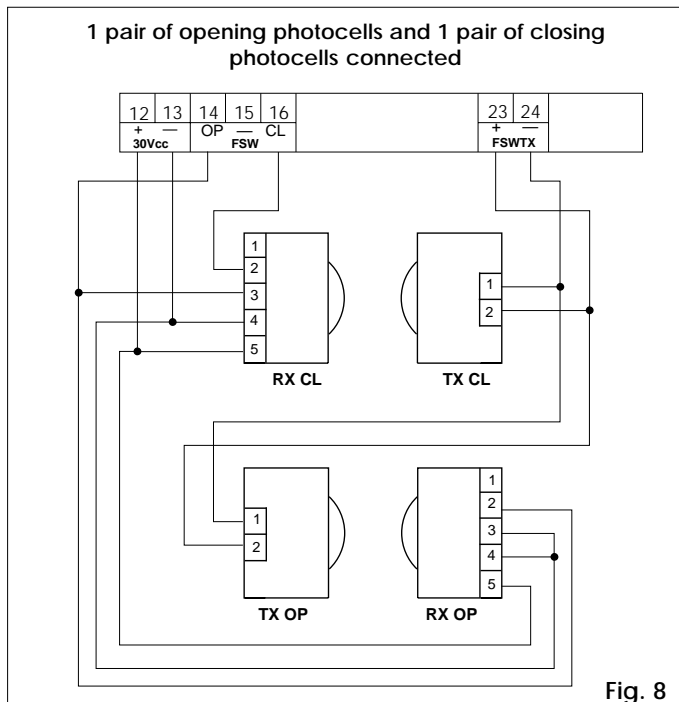 1 pair of opening photocells and 1 pair of closing
photocells connected
12 13 14 15 16 23 24
+ — OP — CL + —
30Vcc FSW FSWTX
1
2
3
4
5
1
2
RX CL TX CL
1
2
1
2
3
4
5
TX OP RX OP
Fig. 8